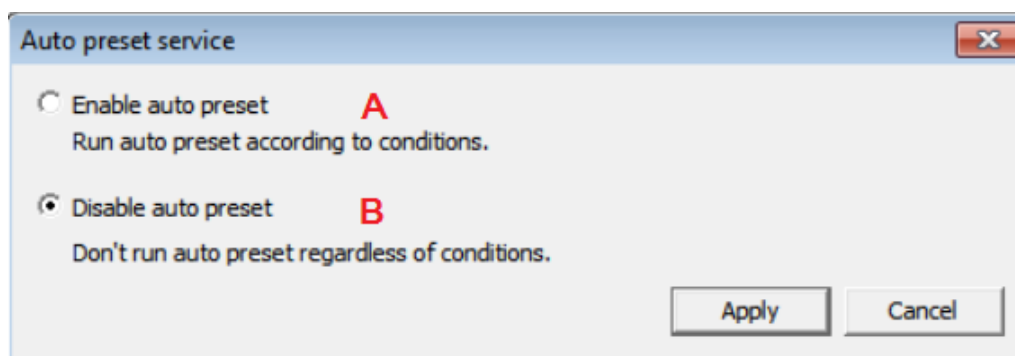 Auto preset service
Enable auto preset A
Run auto preset according to conditions.
Disable auto preset B
Don't run auto preset regardless of conditions.
Apply Cancel